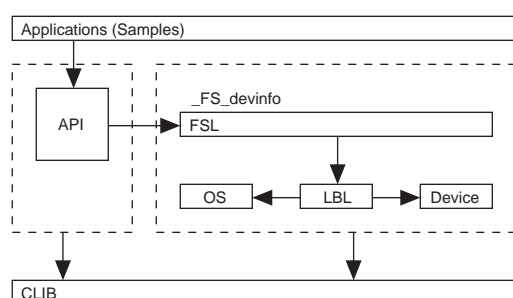 Applications (Samples)
_FS_devinfo
API
FSL
OS
LBL
Device
CLIB